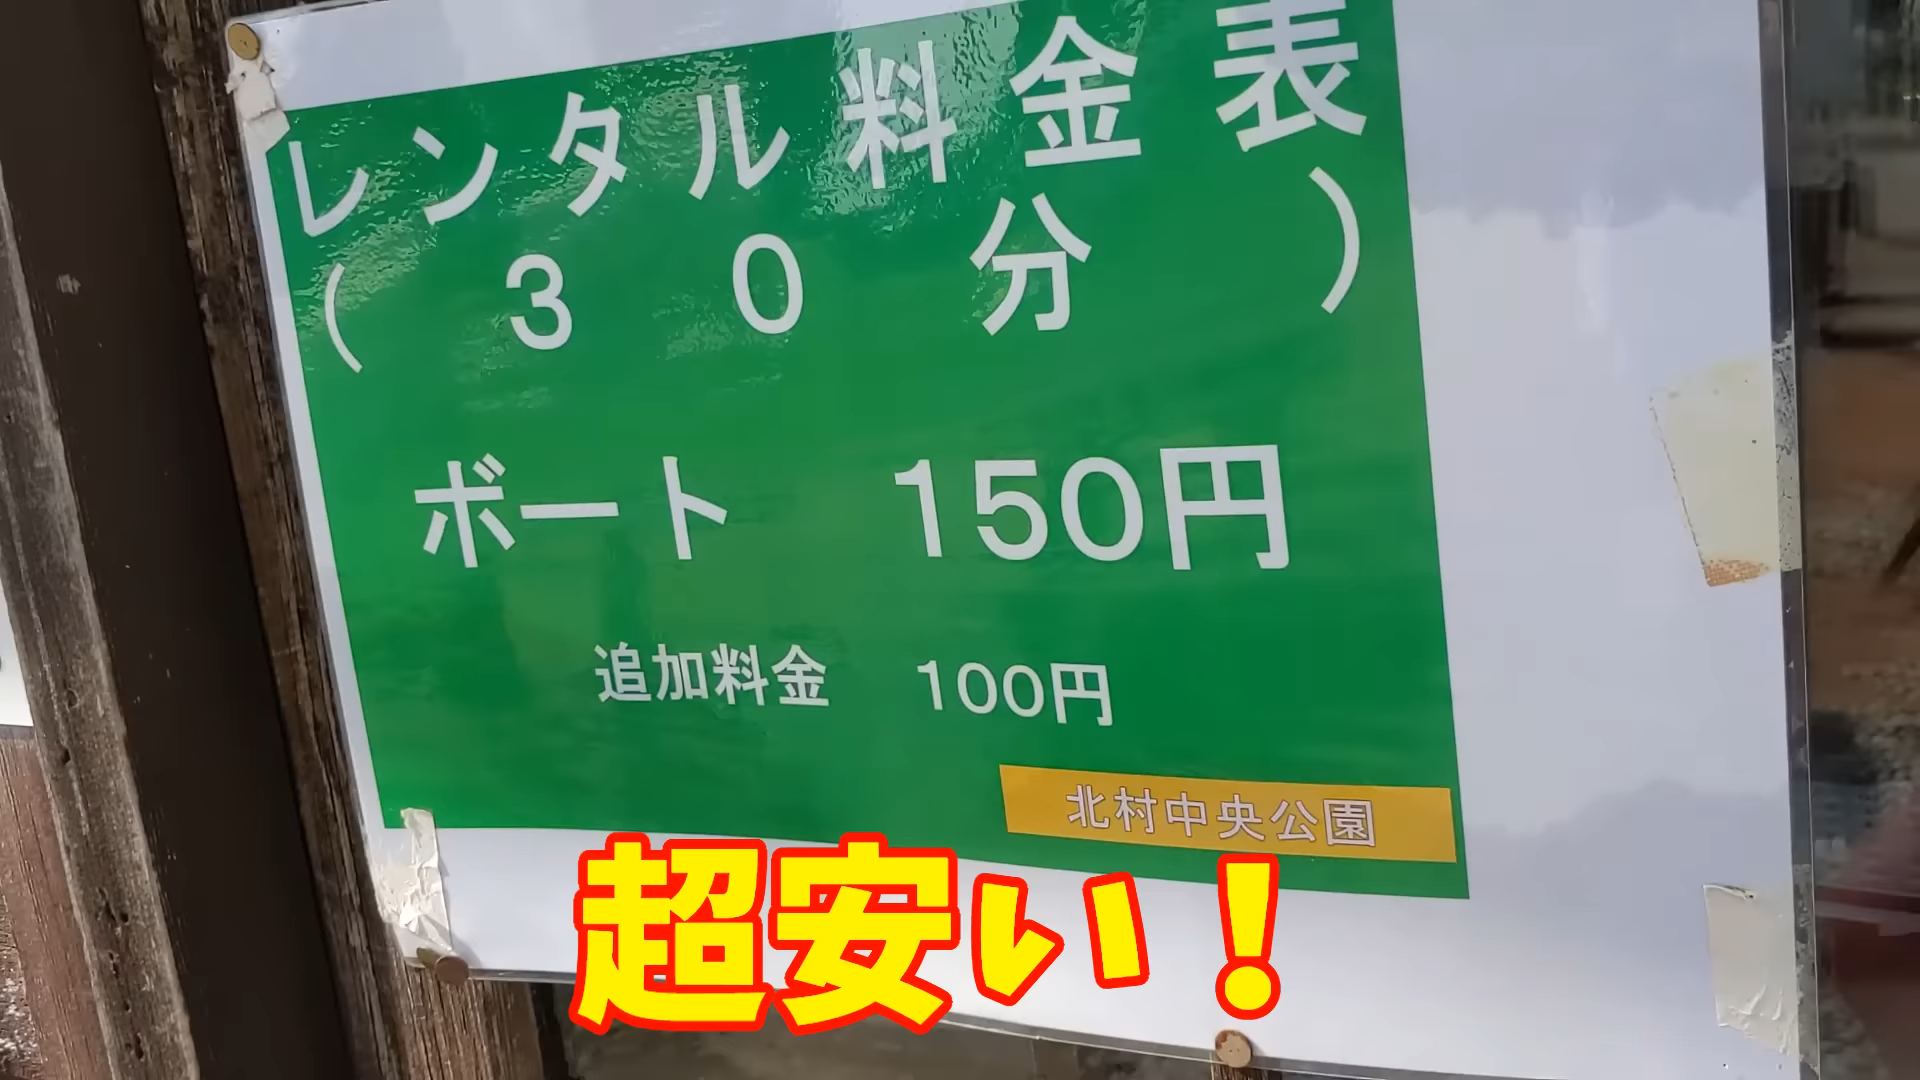 レンタル料金表
(30分)
ボート 150円
追加料金 100円
北村中央公園
超安い!